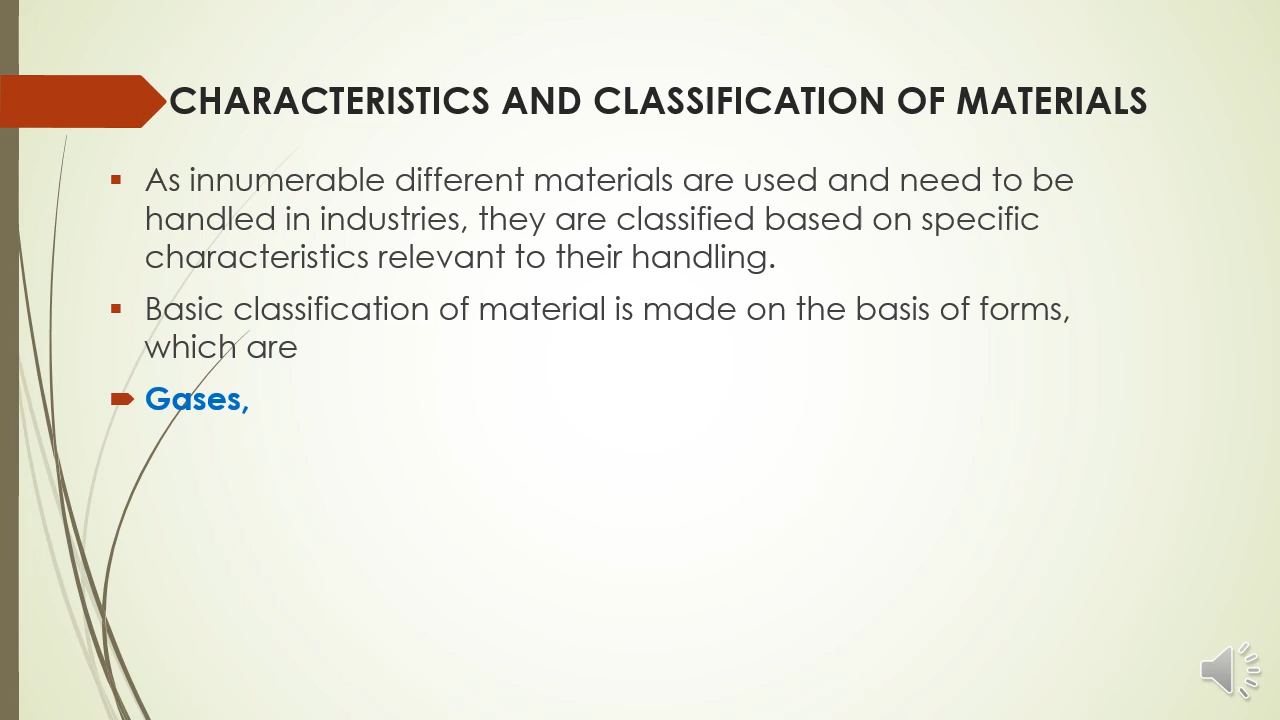 CHARACTERISTICS AND CLASSIFICATION OF MATERIALS
As innumerable different materials are used and need to be
handled in industries, they are classified based on specific
characteristics relevant to their handling.
Basic classification of material is made on the basis of forms,
which are
Gases,